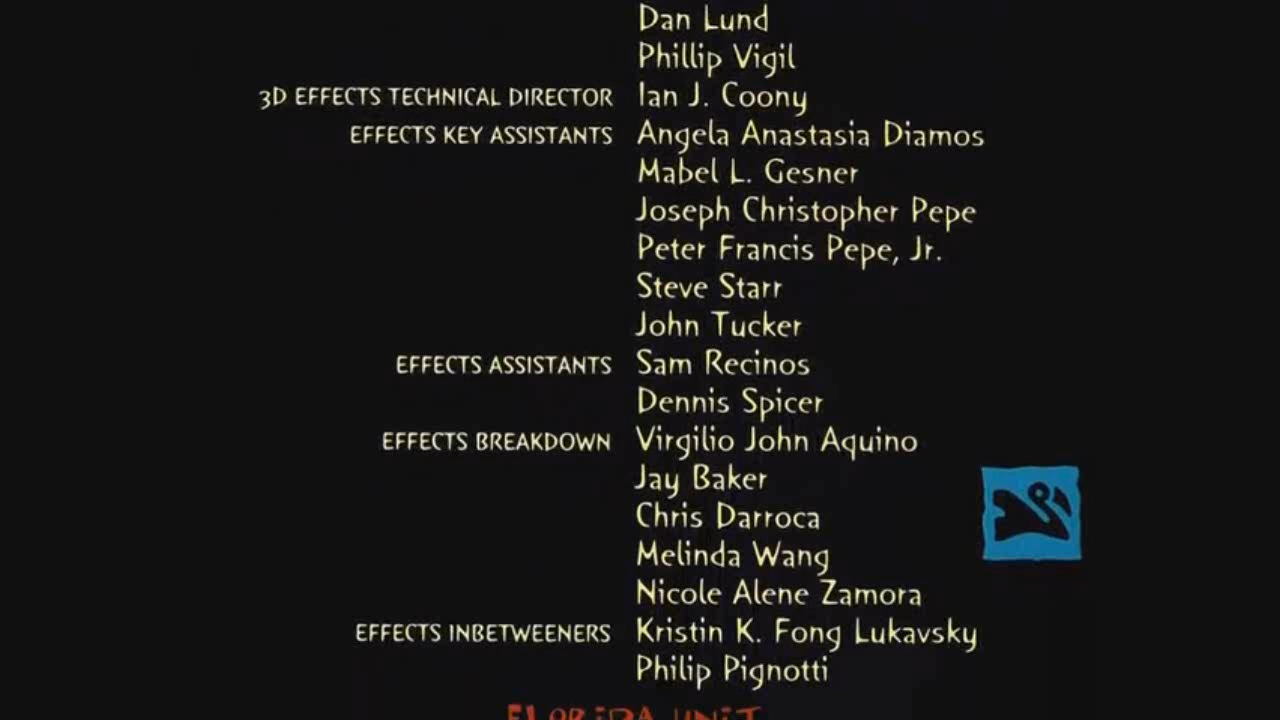 Dan Lund
Phillip Vigil
3D EFFECTS TECHNICAL DIRECTOR Ian J. Coony
EFFECTS KEY ASSISTANTS Angela Anastasia Diamos
Mabel L. Gesner
Joseph Christopher Pepe
Peter Francis Pepe, Jr.
Steve Starr
John Tucker
EFFECTS ASSISTANTS Sam Recinos
Dennis Spicer
EFFECTS BREAKDOWN Virgilio John Aquino
Jay Baker
Chris Darroca
Melinda Wang
Nicole Alene Zamora
EFFECTS INBETWEENERS Kristin K. Fong Lukavsky
Philip Pignotti
FLORIDA UNIT